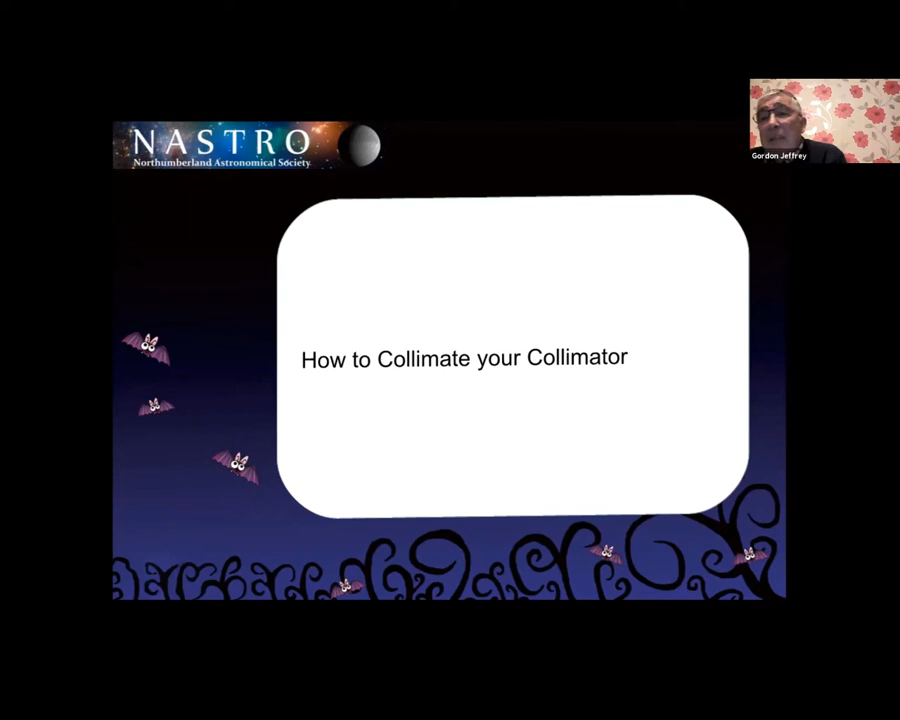 NASTRO
Northumberland Astronomical Society
Gordon Jeffrey
How to Collimate your Collimator